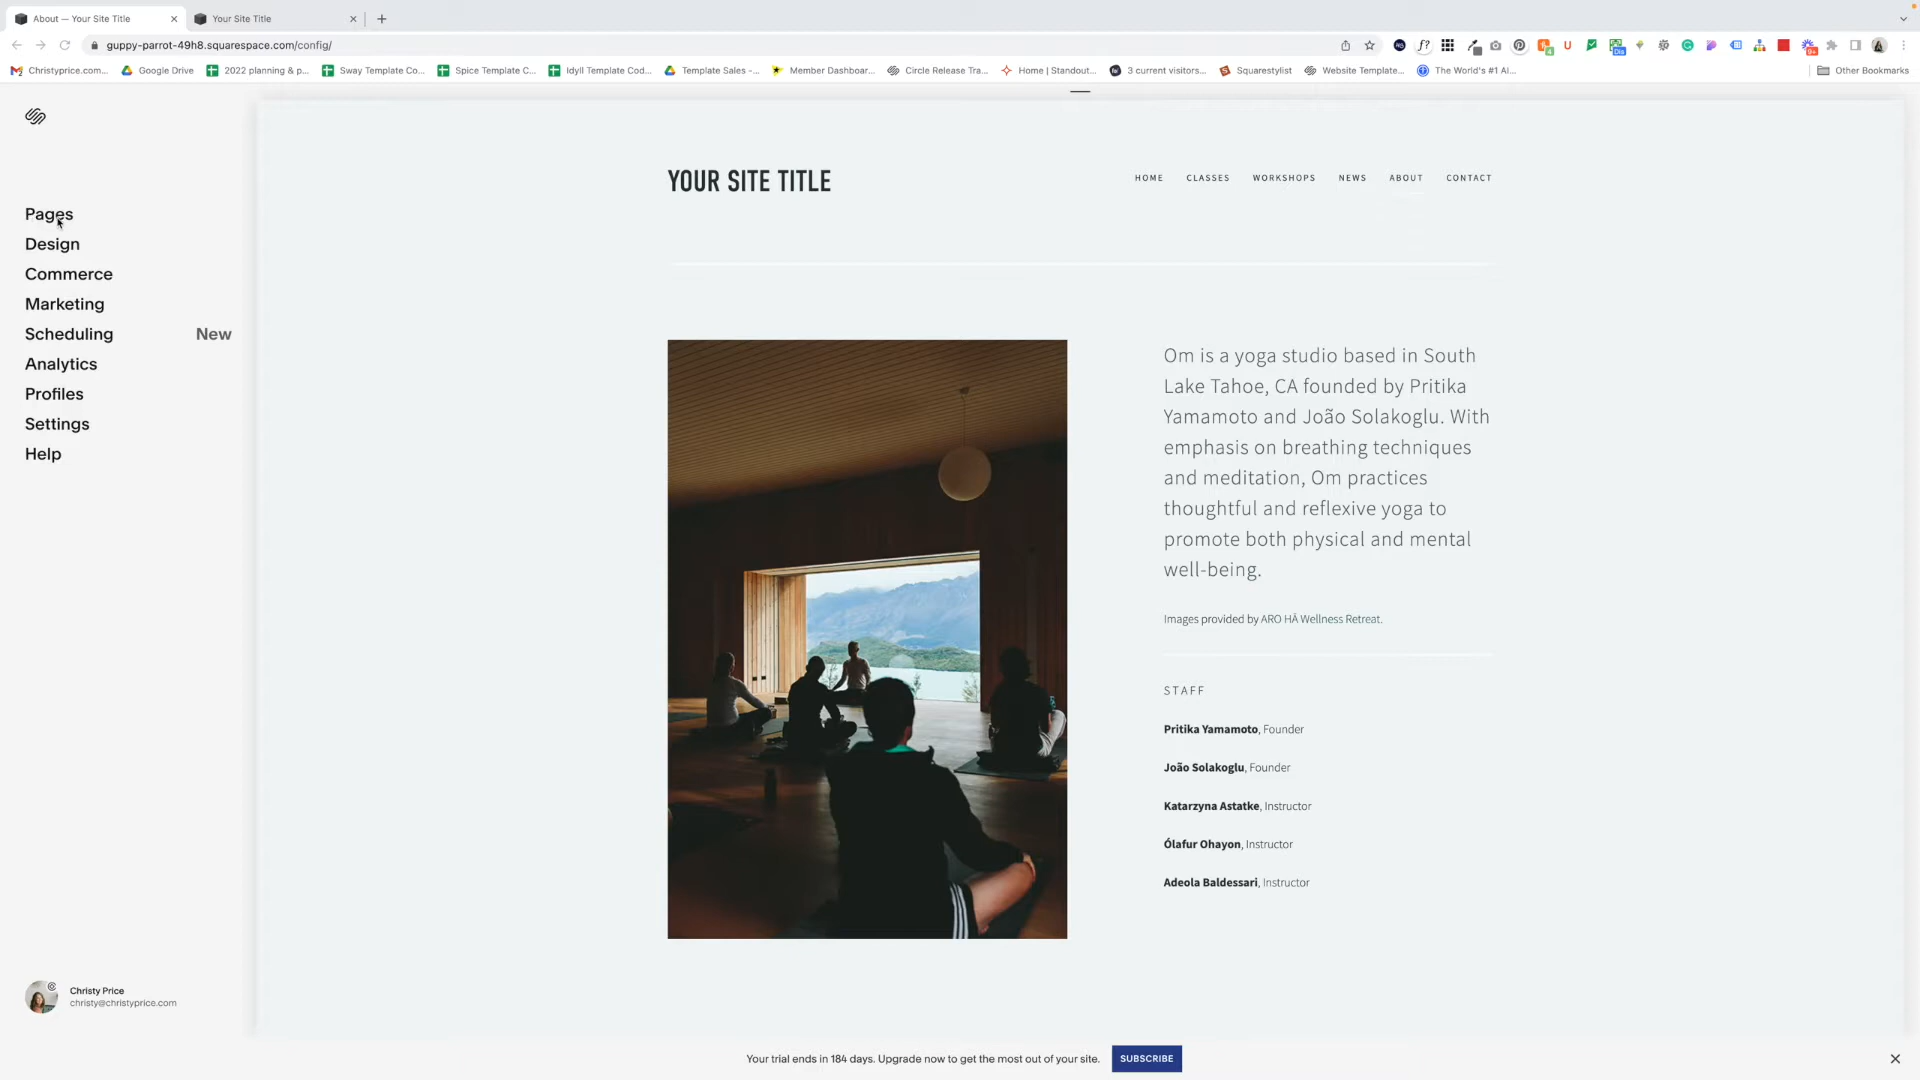 About — Your Site Title
Your Site Title
guppy-parrot-49h8.squarespace.com/config/
Christyprice.com...
Google Drive
2022 planning & p...
Sway Template Co...
Spice Template C...
Idyll Template Cod...
Template Sales -...
Member Dashboar...
Circle Release Tra...
Home | Standout...
3 current visitors...
Squarestylist
Website Template...
The World's #1 AI...
Other Bookmarks
YOUR SITE TITLE
HOME
CLASSES
WORKSHOPS
NEWS
ABOUT
CONTACT
Pages
Design
Commerce
Marketing
Scheduling
New
Analytics
Profiles
Settings
Help
Om is a yoga studio based in South
Lake Tahoe, CA founded by Pritika
Yamamoto and João Solakoglu. With
emphasis on breathing techniques
and meditation, Om practices
thoughtful and reflexive yoga to
promote both physical and mental
well-being.
Images provided by ARO HĀ Wellness Retreat.
STAFF
Pritika Yamamoto, Founder
João Solakoglu, Founder
Katarzyna Astatke, Instructor
Ólafur Ohayon, Instructor
Adeola Baldessari, Instructor
Christy Price
christy@christyprice.com
Your trial ends in 184 days. Upgrade now to get the most out of your site.
SUBSCRIBE